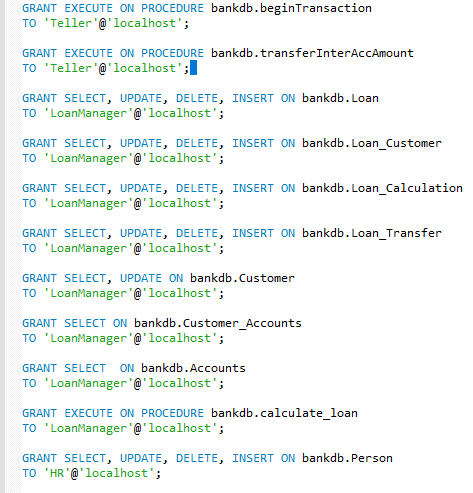 GRANT EXECUTE ON PROCEDURE bankdb.beginTransaction
TO 'Teller'@'localhost';
GRANT EXECUTE ON PROCEDURE bankdb.transferInterAccAmount
TO 'Teller'@'localhost';
GRANT SELECT, UPDATE, DELETE, INSERT ON bankdb.Loan
TO 'LoanManager'@'localhost';
GRANT SELECT, UPDATE, DELETE, INSERT ON bankdb.Loan_Customer
TO 'LoanManager'@'localhost';
GRANT SELECT, UPDATE, DELETE, INSERT ON bankdb.Loan_Calculation
TO 'LoanManager'@'localhost';
GRANT SELECT, UPDATE, DELETE, INSERT ON bankdb.Loan_Transfer
TO 'LoanManager'@'localhost';
GRANT SELECT, UPDATE ON bankdb.Customer
TO 'LoanManager'@'localhost';
GRANT SELECT ON bankdb.Customer_Accounts
TO 'LoanManager'@'localhost';
GRANT SELECT  ON bankdb.Accounts
TO 'LoanManager'@'localhost';
GRANT EXECUTE ON PROCEDURE bankdb.calculate_loan
TO 'LoanManager'@'localhost';
GRANT SELECT, UPDATE, DELETE, INSERT ON bankdb.Person
TO 'HR'@'localhost';